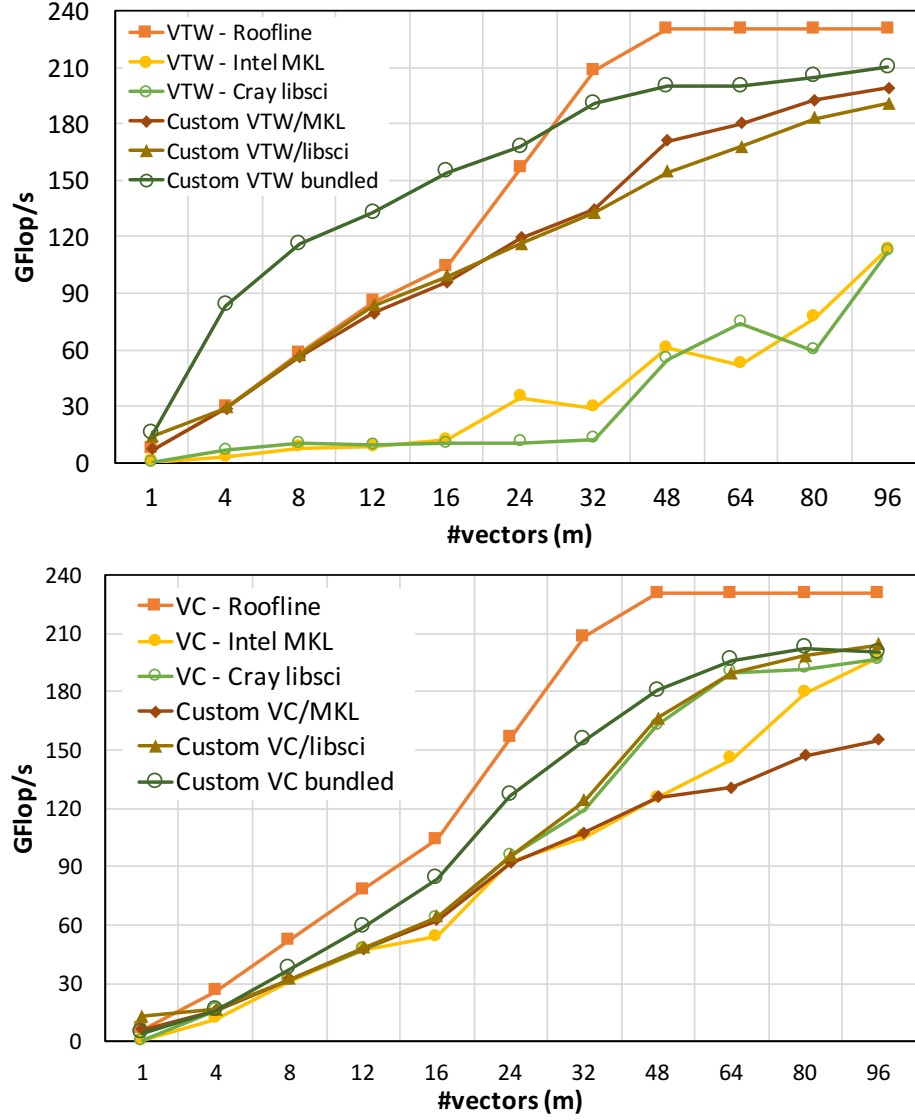 240
210
180
150
120
90
60
30
0
GFlop/s
VTW - Roofline
VTW - Intel MKL
VTW - Cray libsci
Custom VTW/MKL
Custom VTW/libsci
Custom VTW bundled
1 4 8 12 16 24 32 48 64 80 96
#vectors (m)
240
210
180
150
120
90
60
30
0
GFlop/s
VC - Roofline
VC - Intel MKL
VC - Cray libsci
Custom VC/MKL
Custom VC/libsci
Custom VC bundled
1 4 8 12 16 24 32 48 64 80 96
#vectors (m)